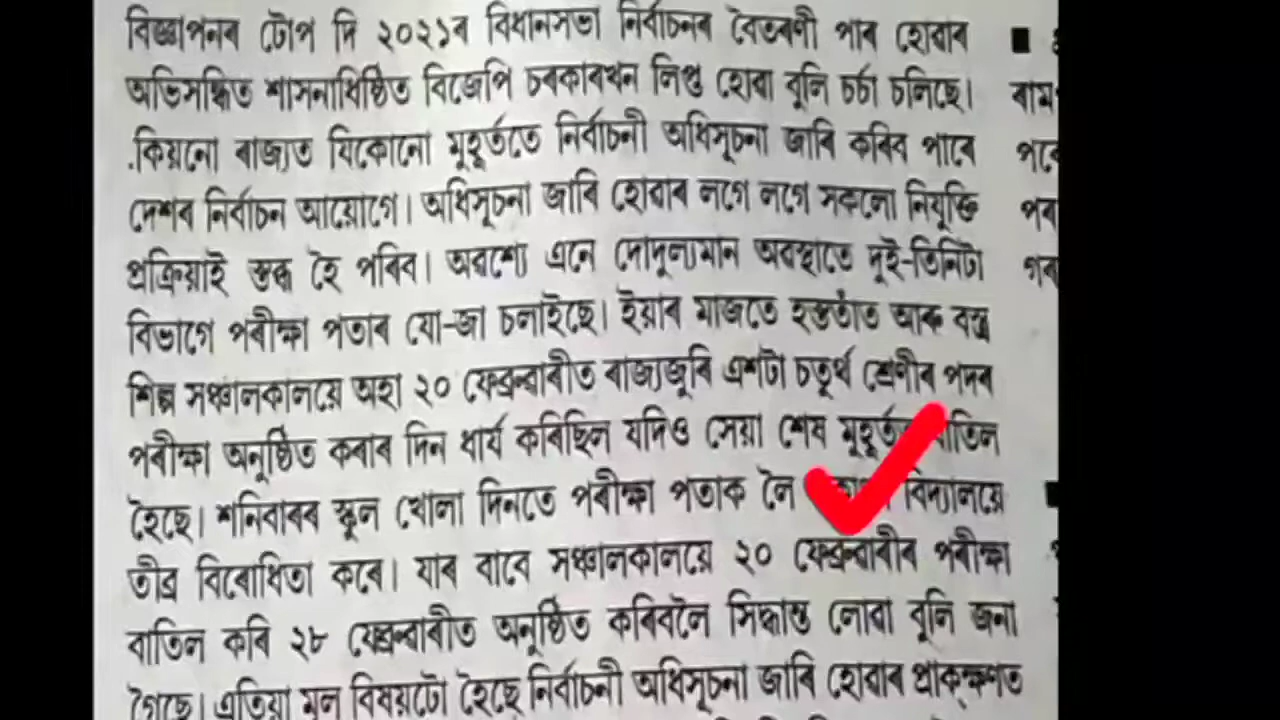 বিজ্ঞাপনৰ টোপ দি ২০২১ৰ বিধানসভা নিৰ্বাচনৰ বৈতৰণী পাৰ হোৱাৰ
অভিসন্ধিত শাসনাধিষ্ঠিত বিজেপি চৰকাৰখন লিপ্ত হোৱা বুলি চৰ্চা চলিছে।
কিয়নো ৰাজ্যত যিকোনো মুহূৰ্ততে নিৰ্বাচনী অধিসূচনা জাৰি কৰিব পাৰে
দেশৰ নিৰ্বাচন আয়োগে। অধিসূচনা জাৰি হোৱাৰ লগে লগে সকলো নিযুক্তি
প্ৰক্ৰিয়াই স্তব্ধ হৈ পৰিব। অৱশ্যে এনে দোদুল্যমান অৱস্থাতে দুই-তিনিটা
বিভাগে পৰীক্ষা পতাৰ যো-জা চলাইছে। ইয়াৰ মাজতে হস্ততাঁত আৰু বস্ত্ৰ
শিল্প সঞ্চালকালয়ে অহা ২০ ফেব্ৰুৱাৰীত ৰাজ্যজুৰি এশটা চতুৰ্থ শ্ৰেণীৰ পদৰ
পৰীক্ষা অনুষ্ঠিত কৰাৰ দিন ধাৰ্য কৰিছিল যদিও সেয়া শেষ বাতিল
হৈছে। শনিবাৰৰ স্কুল খোলা দিনতে পৰীক্ষা পতাক লৈ বিদ্যালয়ে
তীব্ৰ বিৰোধিতা কৰে। যাৰ বাবে সঞ্চালকালয়ে ২০ ফেব্ৰুৱাৰীৰ পৰীক্ষা
বাতিল কৰি ২৮ ফেব্ৰুৱাৰীত অনুষ্ঠিত কৰিবলৈ সিদ্ধান্ত লোৱা বুলি জনা
গৈছে। এতিয়া মূল বিষয়টো হৈছে নিৰ্বাচনী অধিসূচনা জাৰি হোৱাৰ প্ৰাক্‌ক্ষণত